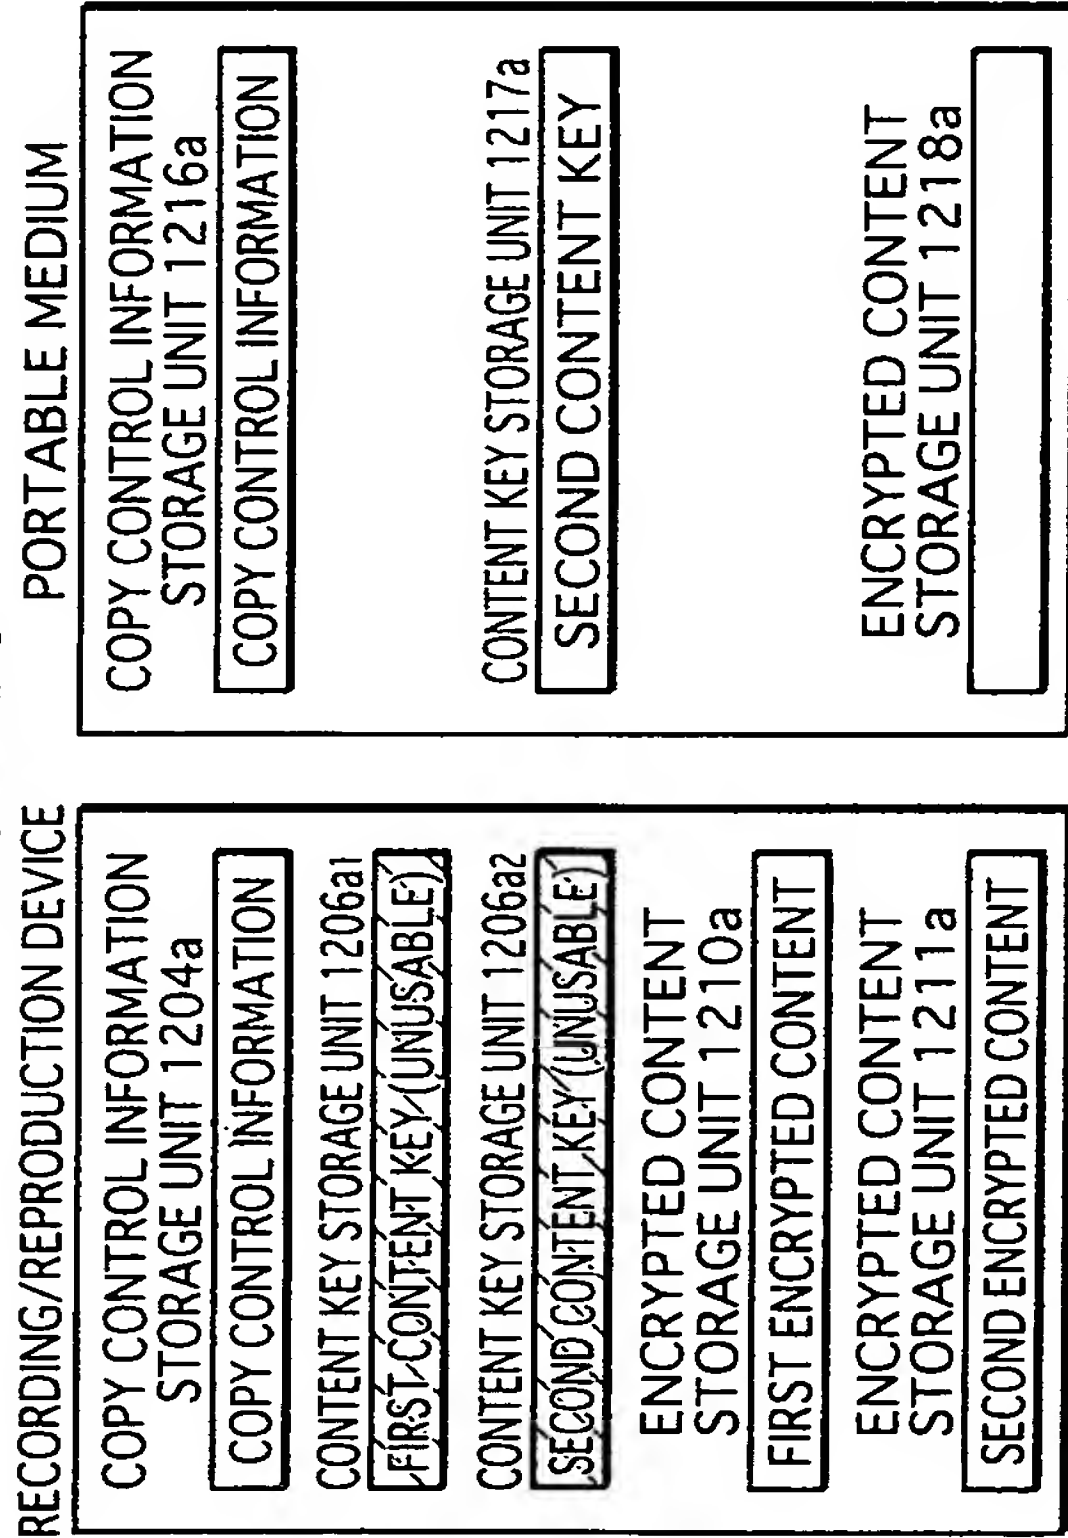 RECORDING/REPRODUCTION DEVICE
COPY CONTROL INFORMATION
STORAGE UNIT 1204a
COPY CONTROL INFORMATION
CONTENT KEY STORAGE UNIT 1206a1
FIRST CONTENT KEY (UNUSABLE)
CONTENT KEY STORAGE UNIT 1206a2
SECOND CONTENT KEY (UNUSABLE)
ENCRYPTED CONTENT
STORAGE UNIT 1210a
FIRST ENCRYPTED CONTENT
ENCRYPTED CONTENT
STORAGE UNIT 1211a
SECOND ENCRYPTED CONTENT
PORTABLE MEDIUM
COPY CONTROL INFORMATION
STORAGE UNIT 1216a
COPY CONTROL INFORMATION
CONTENT KEY STORAGE UNIT 1217a
SECOND CONTENT KEY
ENCRYPTED CONTENT
STORAGE UNIT 1218a